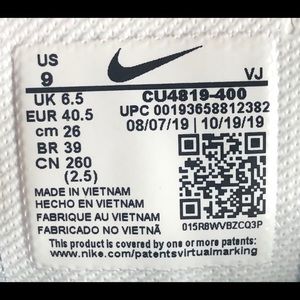 US
9
VJ
UK 6.5
EUR 40.5
cm 26
BR 39
CN 260
(2.5)
CU4819-400
UPC 00193658812382
08/07/19 | 10/19/19
MADE IN VIETNAM
HECHO EN VIETNAM
FABRIQUE AU VIETNAM
FABRICADO NO VIETNÃ
015R8WVBZCQ3P
This product is covered by one or more patents:
www.nike.com/patentsvirtualmarking